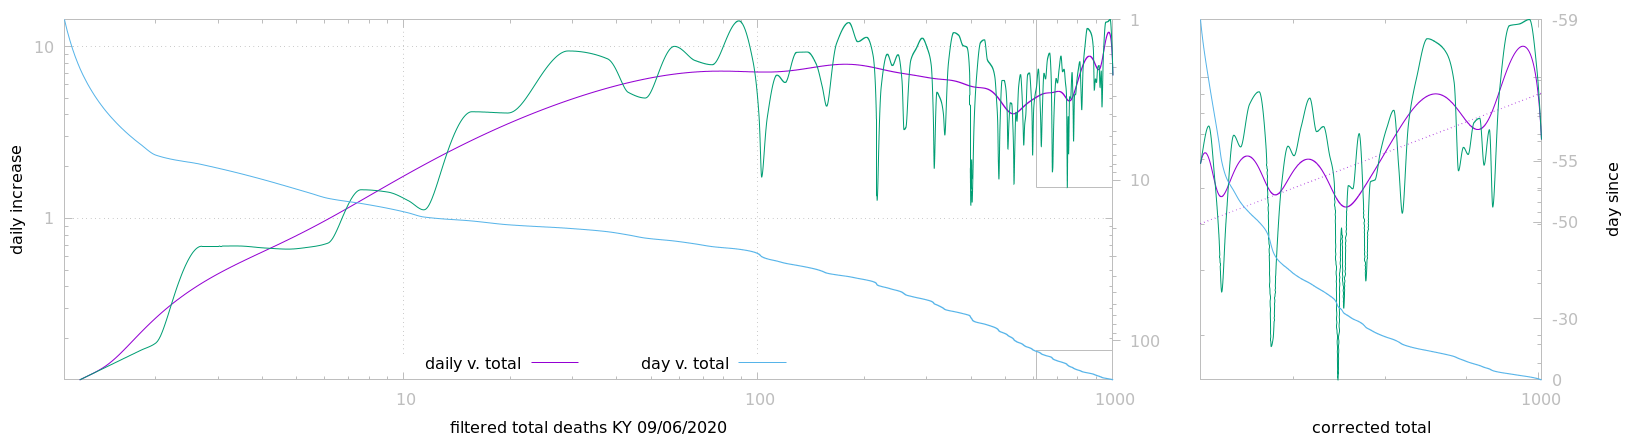 10
1
daily increase
1
10
100
daily v. total
day v. total
10
100
1000
filtered total deaths KY 09/06/2020
-59
-55
-50
-30
0
day since
1000
corrected total